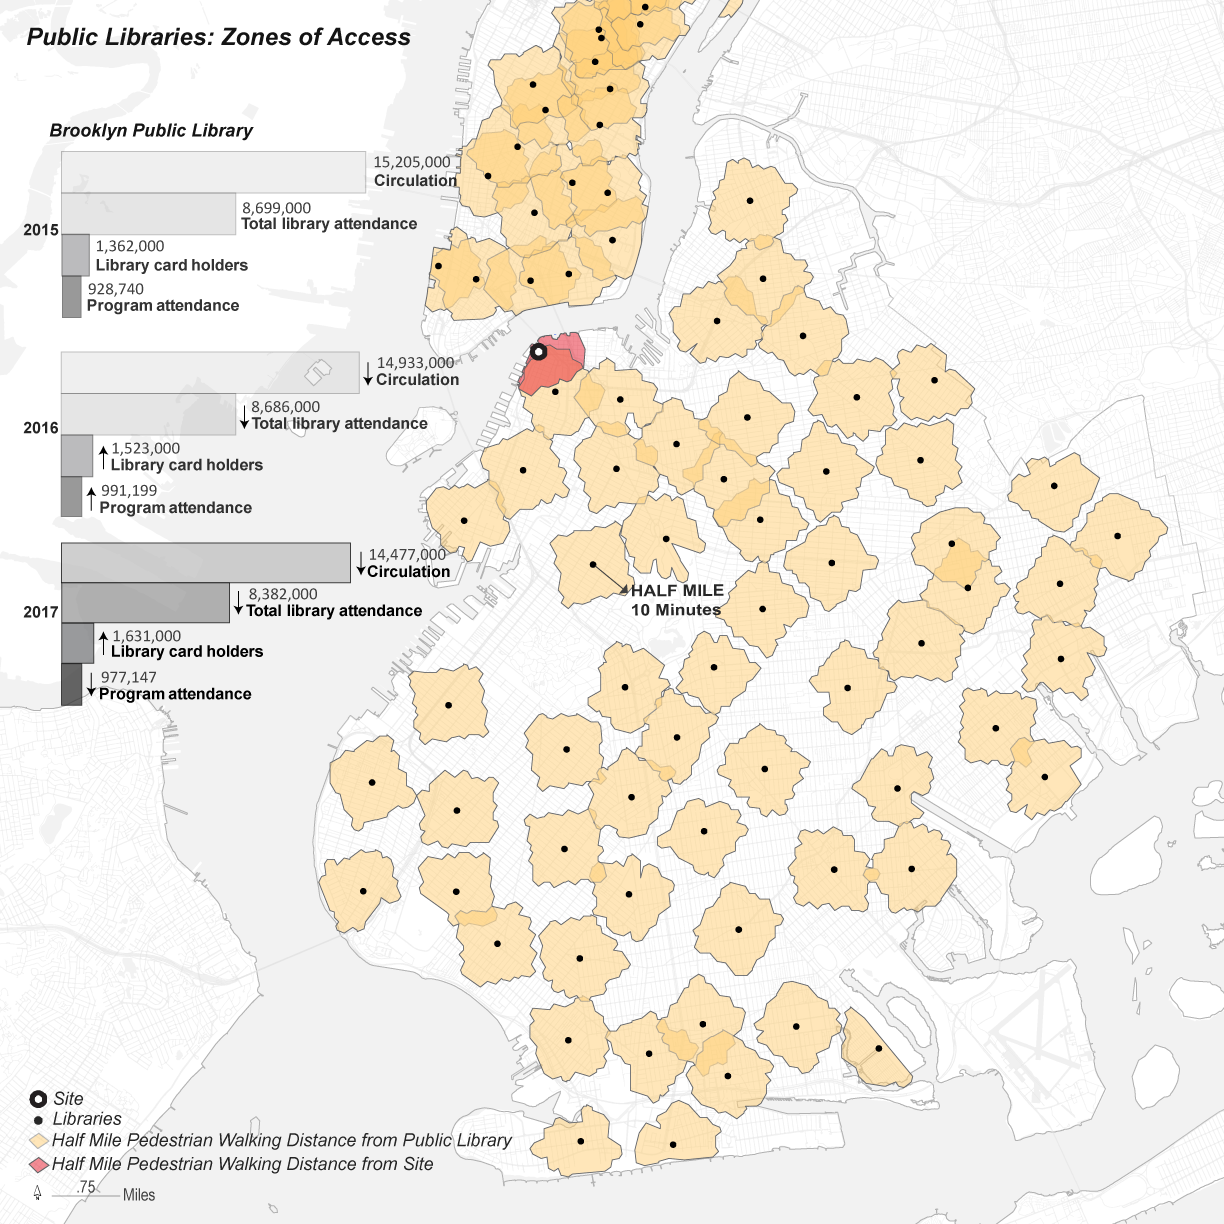 Public Libraries: Zones of Access
Brooklyn Public Library
15,205,000
Circulation
8,699,000
Total library attendance
2015
1,362,000
Library card holders
928,740
Program attendance
14,933,000
Circulation
8,686,000
Total library attendance
2016
1,523,000
Library card holders
991,199
Program attendance
14,477,000
Circulation
8,382,000
Total library attendance
2017
1,631,000
Library card holders
977,147
Program attendance
HALF MILE
10 Minutes
Site
Libraries
Half Mile Pedestrian Walking Distance from Public Library
Half Mile Pedestrian Walking Distance from Site
.75 Miles